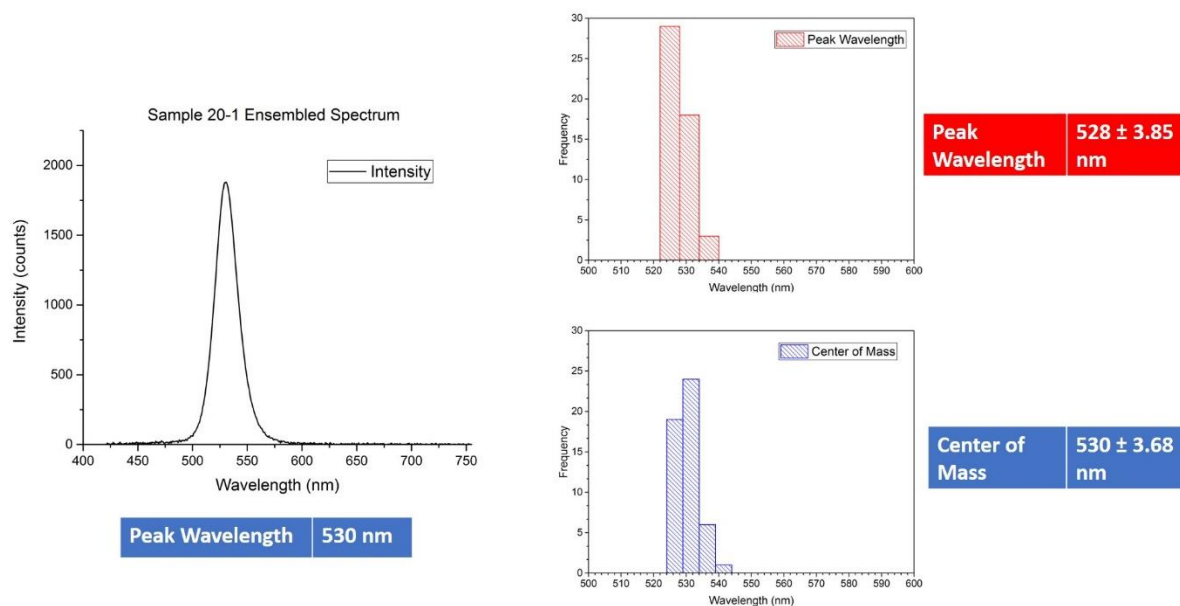 Sample 20-1 Ensembled Spectrum
Intensity
2000
1500
1000
500
0
400 450 500 550 600 650 700 750
Intensity (counts)
Wavelength (nm)
Peak Wavelength 530 nm
30
25
20
15
10
5
0
500 510 520 530 540 550 560 570 580 590 600
Frequency
Wavelength (nm)
Peak Wavelength
Peak
Wavelength
528 ± 3.85
nm
30
25
20
15
10
5
0
500 510 520 530 540 550 560 570 580 590 600
Frequency
Wavelength (nm)
Center of Mass
Center of
Mass
530 ± 3.68
nm